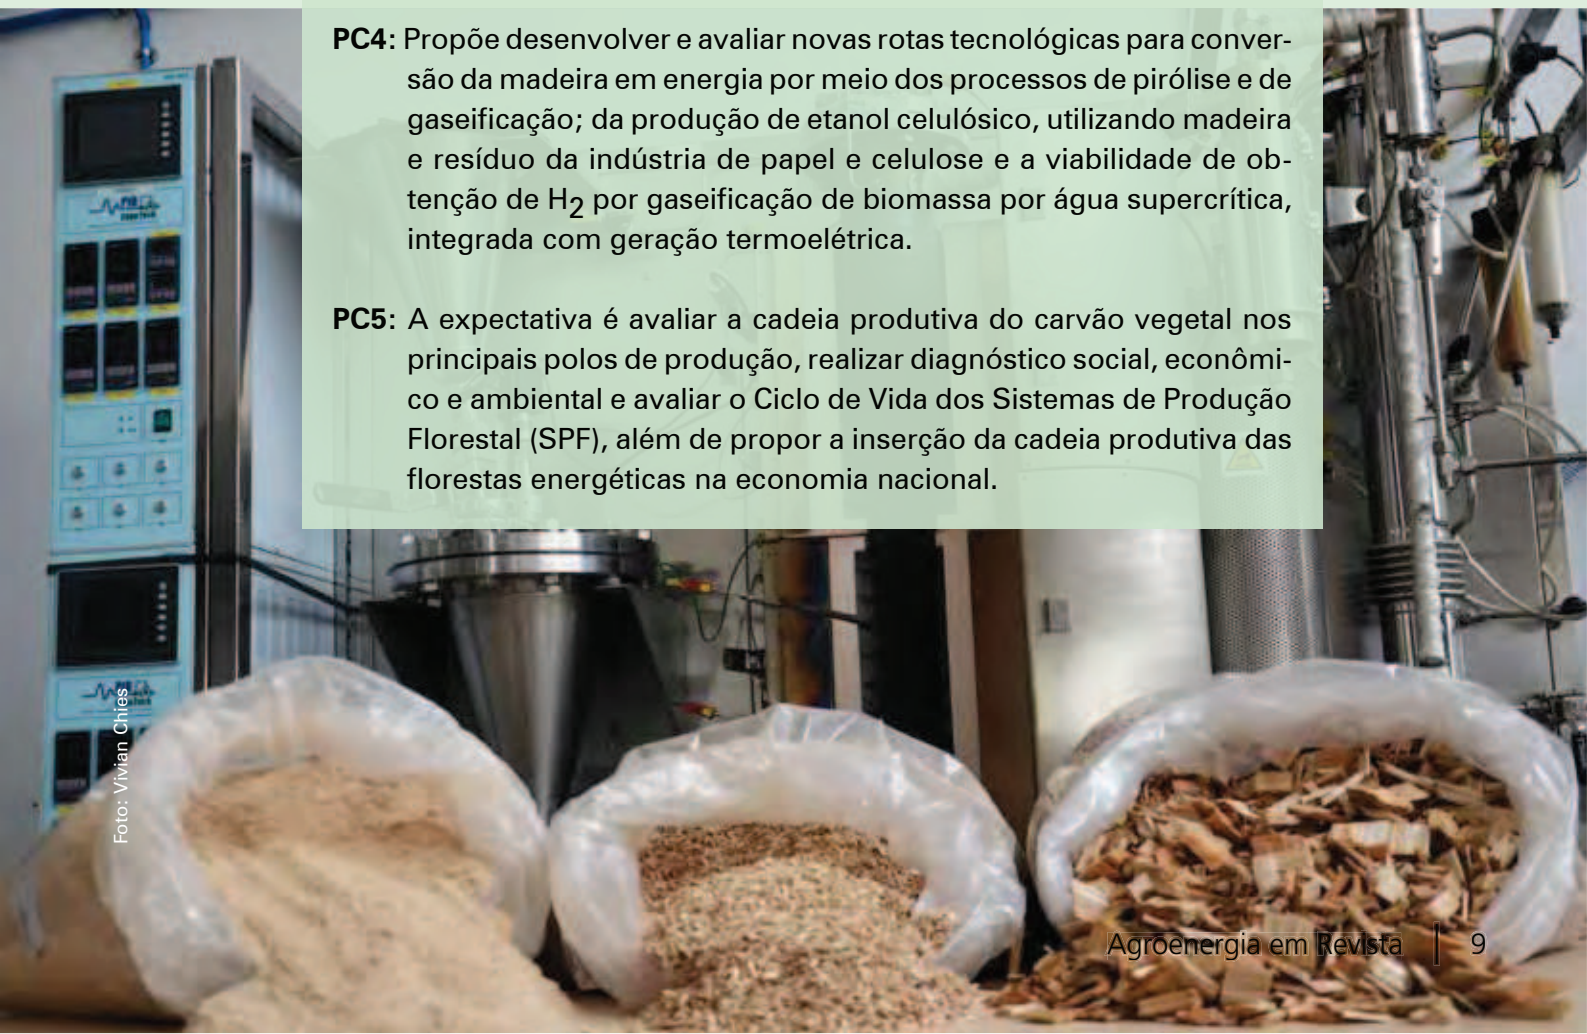 PC4: Propõe desenvolver e avaliar novas rotas tecnológicas para conver-
são da madeira em energia por meio dos processos de pirólise e de
gaseificação; da produção de etanol celulósico, utilizando madeira
e resíduo da indústria de papel e celulose e a viabilidade de ob-
tenção de H2 por gaseificação de biomassa por água supercrítica,
integrada com geração termoelétrica.
PC5: A expectativa é avaliar a cadeia produtiva do carvão vegetal nos
principais polos de produção, realizar diagnóstico social, econômi-
co e ambiental e avaliar o Ciclo de Vida dos Sistemas de Produção
Florestal (SPF), além de propor a inserção da cadeia produtiva das
florestas energéticas na economia nacional.
Foto: Vivian Chies
Agroenergia em Revista | 9